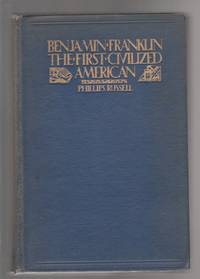 BENJAMIN·FRANKLIN
THE·FIRST·CIVILIZED
AMERICAN
PHILLIPS RUSSELL